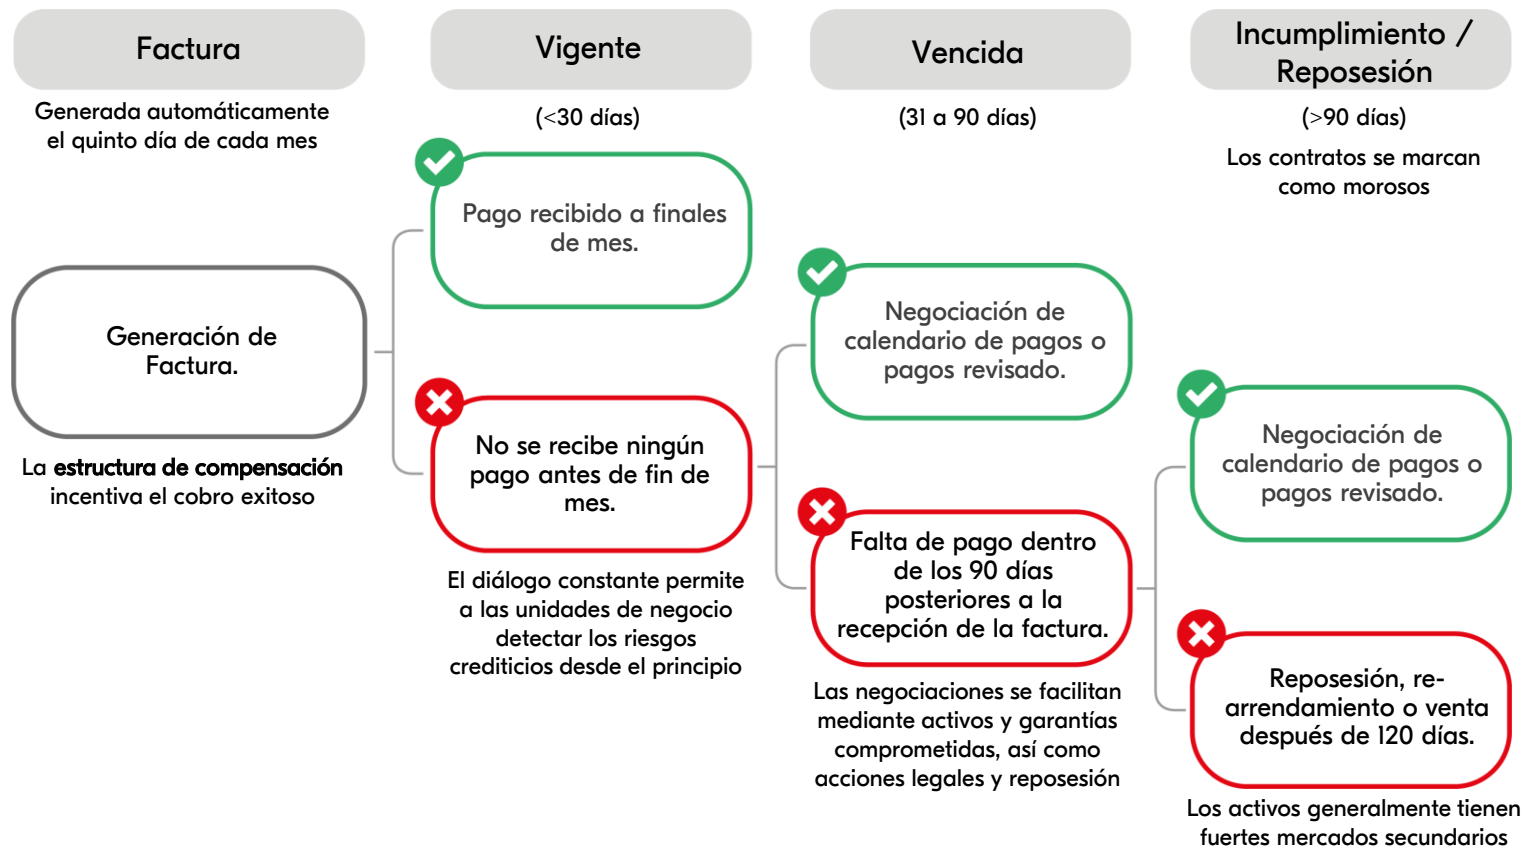 Factura
Generada automáticamente
el quinto día de cada mes
Generación de
Factura.
La estructura de compensación
incentiva el cobro exitoso
Vigente
(<30 días)
Pago recibido a finales
de mes.
No se recibe ningún
pago antes de fin de
mes.
El diálogo constante permite
a las unidades de negocio
detectar los riesgos
crediticios desde el principio
Vencida
(31 a 90 días)
Negociación de
calendario de pagos o
pagos revisado.
Falta de pago dentro
de los 90 días
posteriores a la
recepción de la factura.
Las negociaciones se facilitan
mediante activos y garantías
comprometidas, así como
acciones legales y reposesión
Incumplimiento /
Reposesión
(>90 días)
Los contratos se marcan
como morosos
Negociación de
calendario de pagos o
pagos revisado.
Reposesión, re-
arrendamiento o venta
después de 120 días.
Los activos generalmente tienen
fuertes mercados secundarios